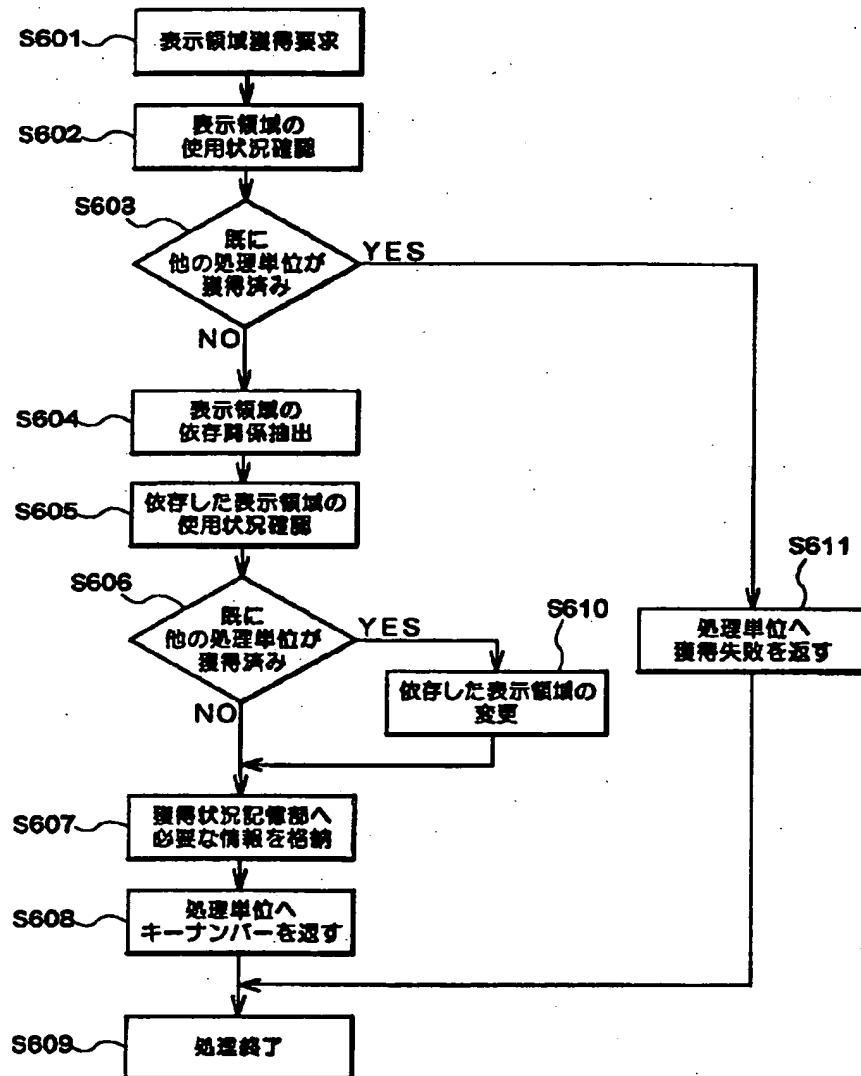 S601
表示領域獲得要求
S602
表示領域の
使用状況確認
S603
既に
他の処理単位が
獲得済み
YES
NO
S604
表示領域の
依存関係抽出
S605
依存した表示領域の
使用状況確認
S606
既に
他の処理単位が
獲得済み
YES
NO
S610
依存した表示領域の
変更
S611
処理単位へ
獲得失敗を返す
S607
獲得状況記憶部へ
必要な情報を格納
S608
処理単位へ
キーナンバーを返す
S609
処理終了